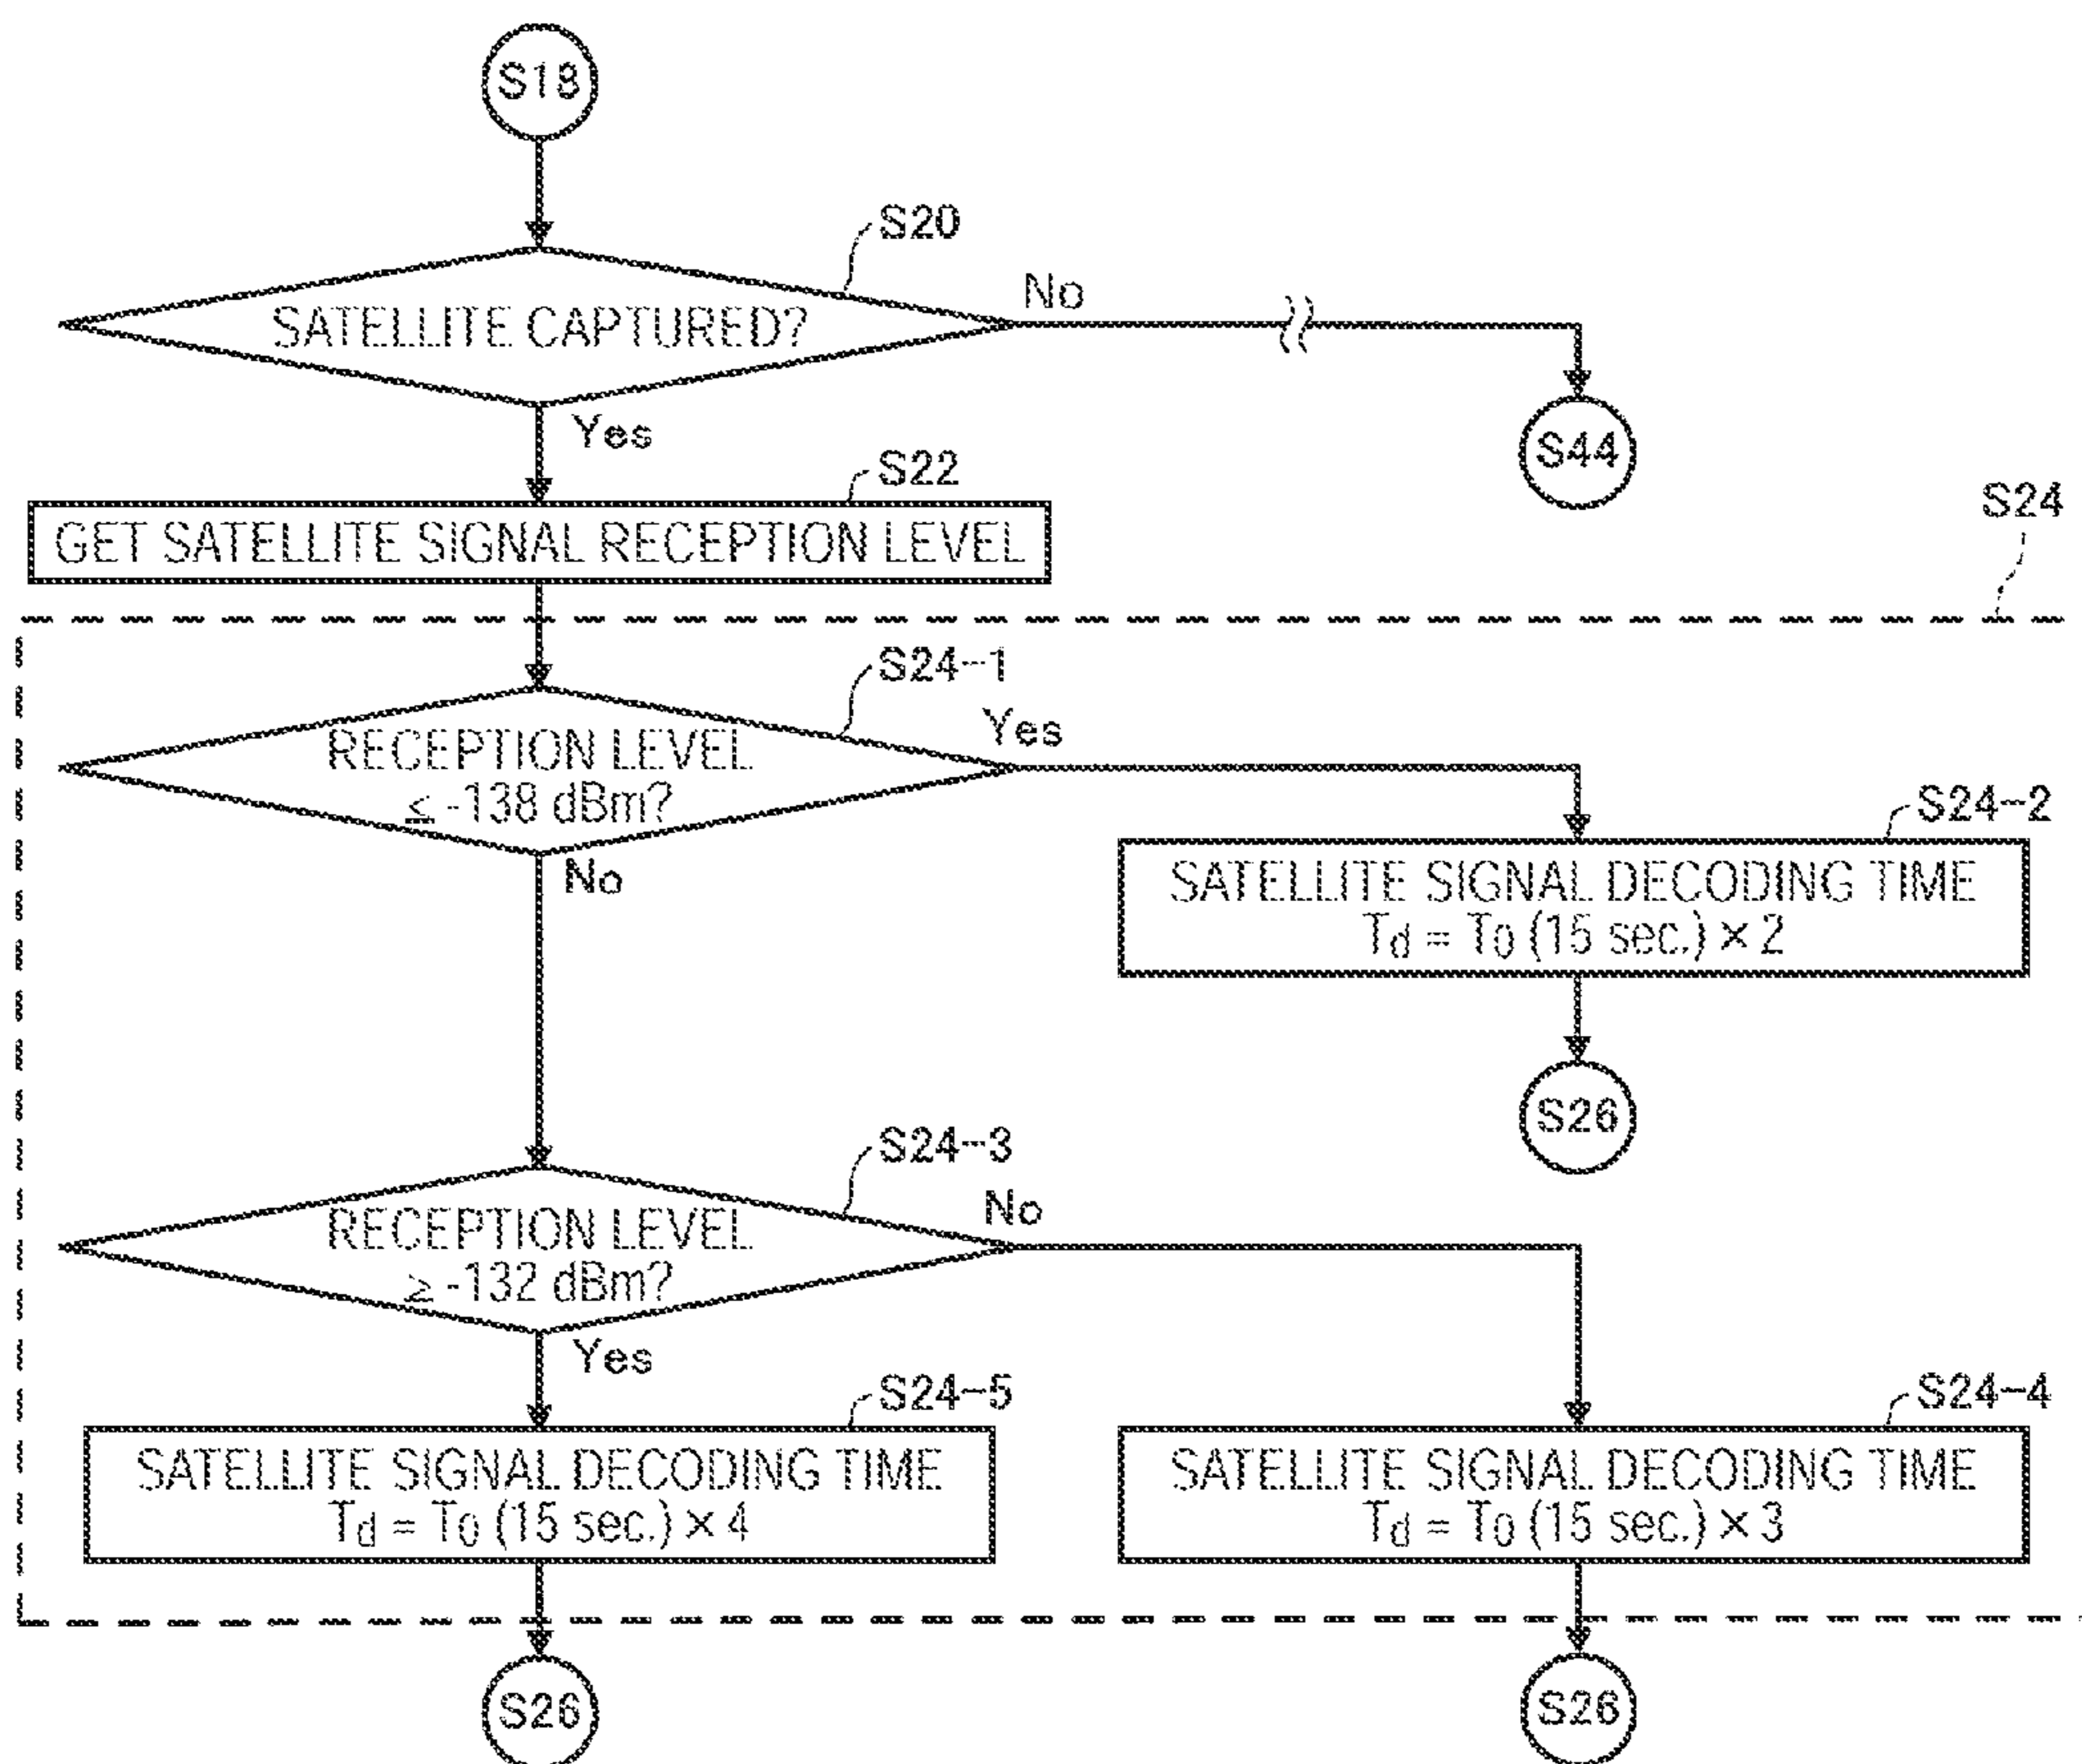 S18
S20
SATELLITE CAPTURED?
No
Yes
S44
S22
GET SATELLITE SIGNAL RECEPTION LEVEL
S24
S24-1
RECEPTION LEVEL
≤ -138 dBm?
Yes
No
S24-2
SATELLITE SIGNAL DECODING TIME
Td = T0 (15 sec.) × 2
S26
S24-3
RECEPTION LEVEL
≥ -132 dBm?
No
Yes
S24-5
SATELLITE SIGNAL DECODING TIME
Td = T0 (15 sec.) × 4
S24-4
SATELLITE SIGNAL DECODING TIME
Td = T0 (15 sec.) × 3
S26
S26